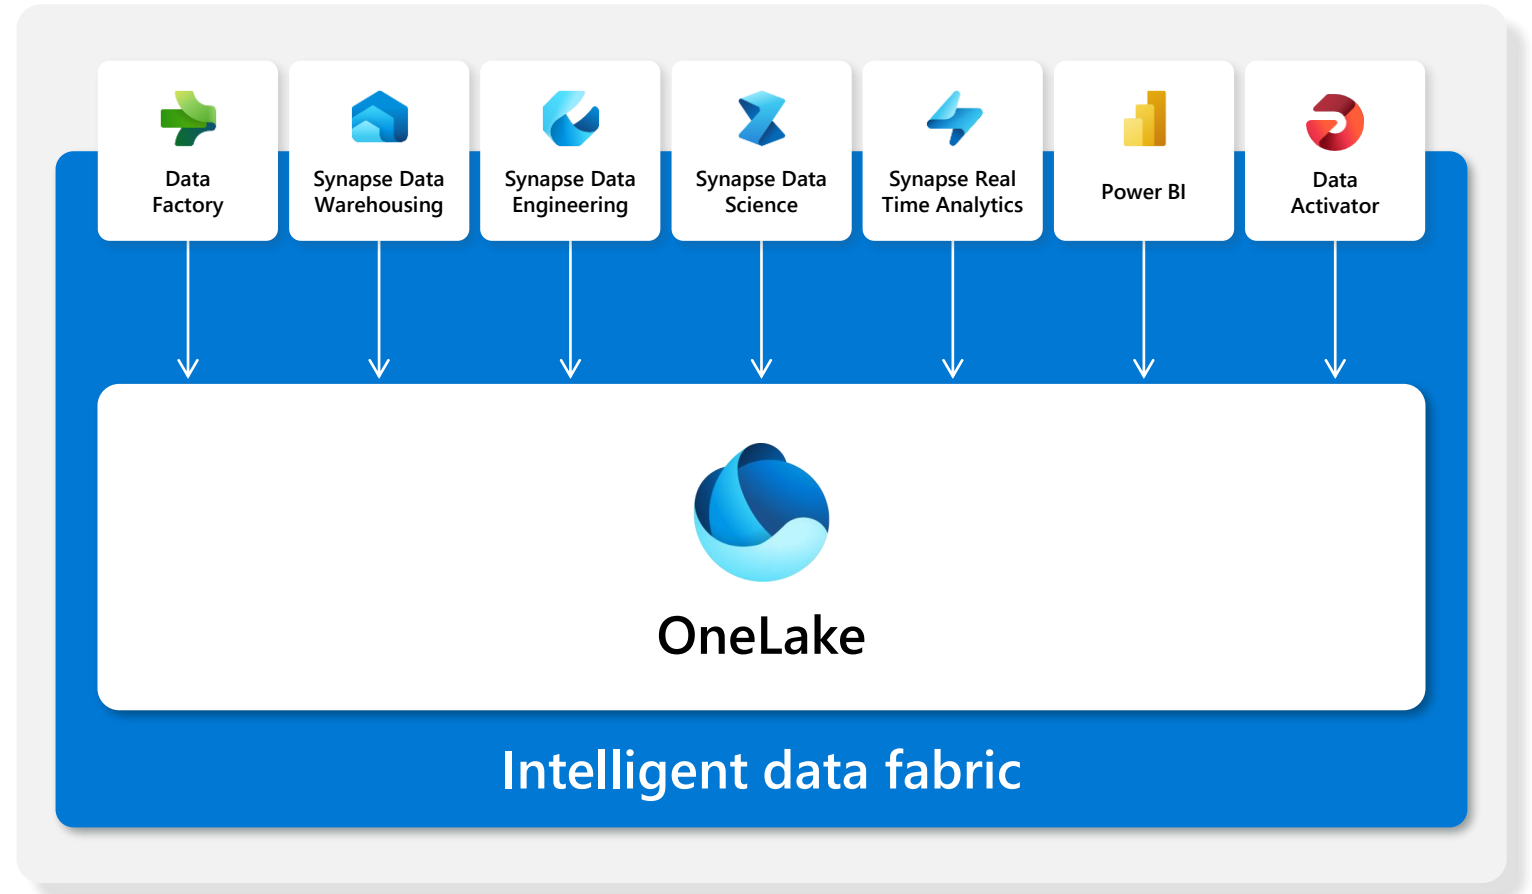 Data
Factory
Synapse Data
Warehousing
Synapse Data
Engineering
Synapse Data
Science
Synapse Real
Time Analytics
Power BI
Data
Activator
OneLake
Intelligent data fabric